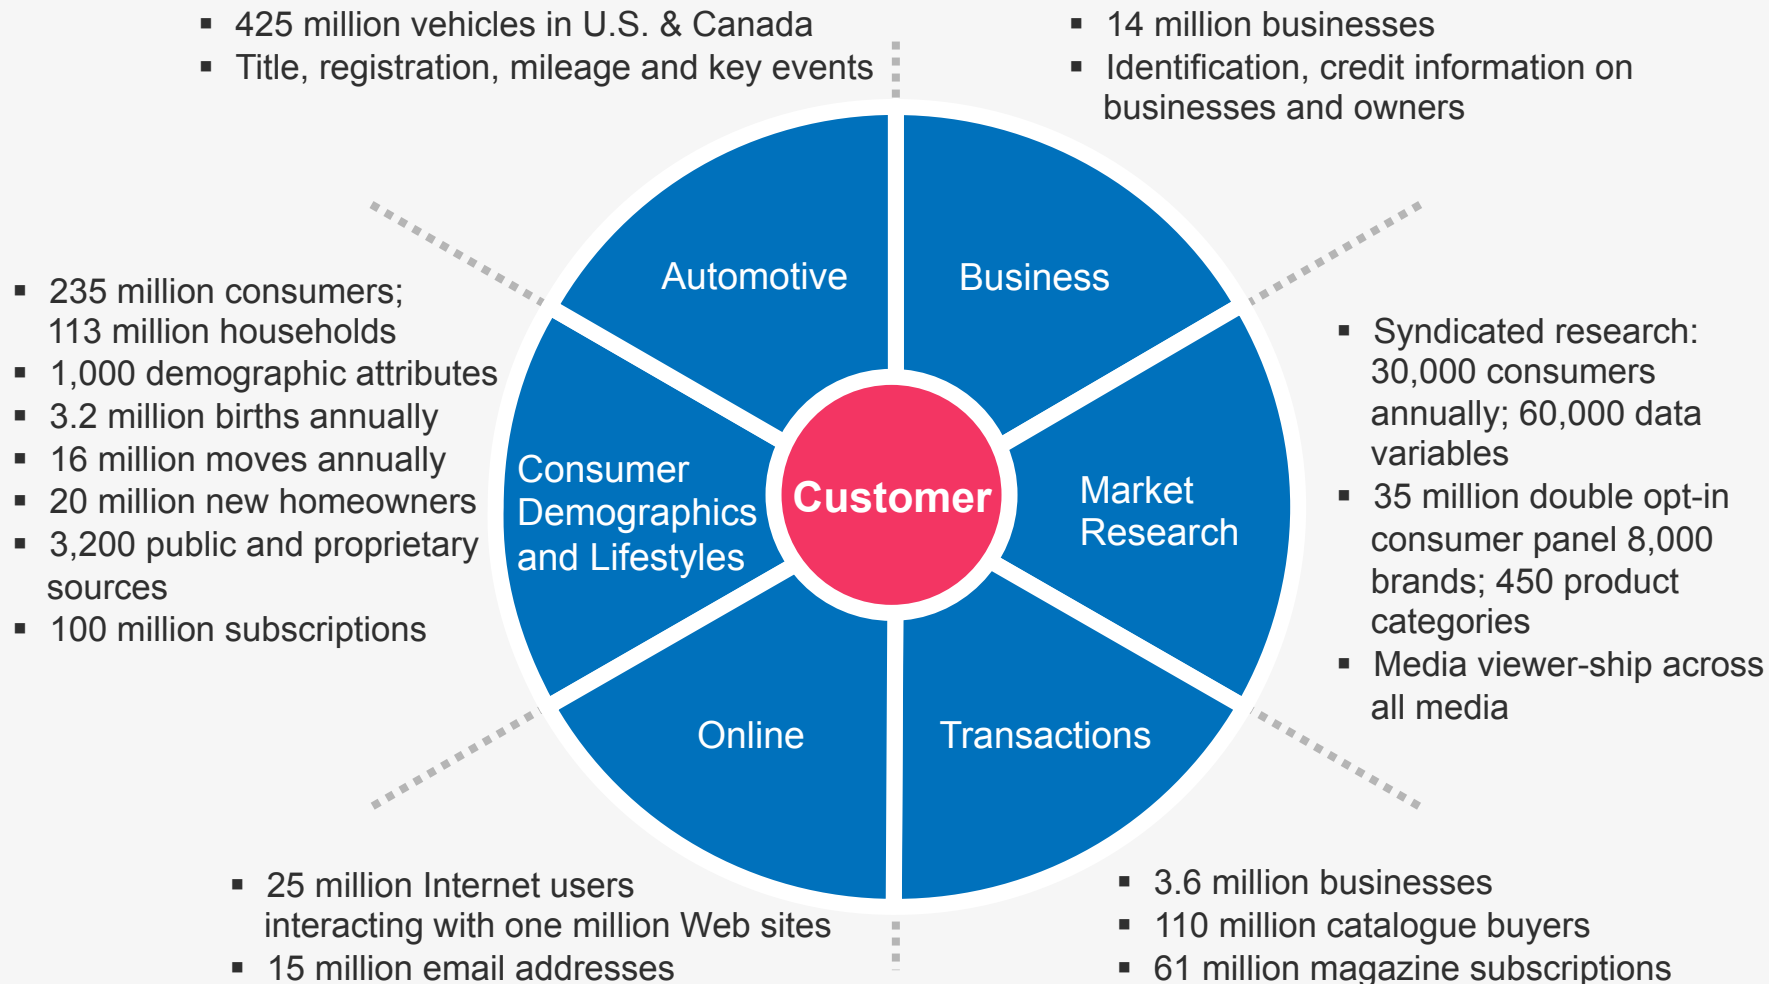 ▪ 425 million vehicles in U.S. & Canada
▪ Title, registration, mileage and key events
▪ 14 million businesses
▪ Identification, credit information on
businesses and owners
Automotive
Business
▪ 235 million consumers;
113 million households
▪ 1,000 demographic attributes
▪ 3.2 million births annually
▪ 16 million moves annually
▪ 20 million new homeowners
▪ 3,200 public and proprietary
sources
▪ 100 million subscriptions
Consumer
Demographics
and Lifestyles
Customer
Market
Research
▪ Syndicated research:
30,000 consumers
annually; 60,000 data
variables
▪ 35 million double opt-in
consumer panel 8,000
brands; 450 product
categories
▪ Media viewer-ship across
all media
Online
Transactions
▪ 25 million Internet users
interacting with one million Web sites
▪ 15 million email addresses
▪ 3.6 million businesses
▪ 110 million catalogue buyers
▪ 61 million magazine subscriptions